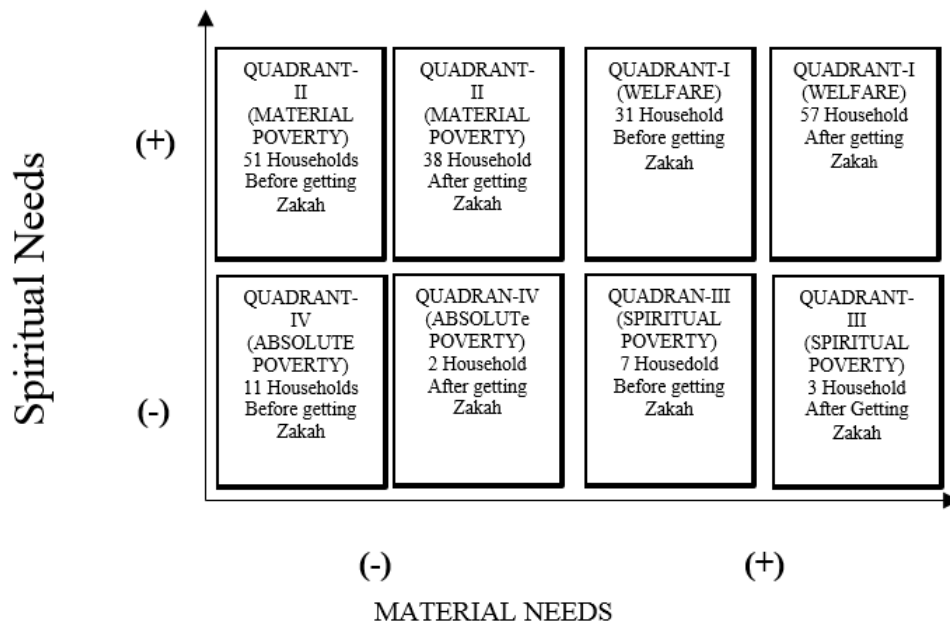 Spiritual Needs
(+)
QUADRANT-
II
(MATERIAL
POVERTY)
51 Households
Before getting
Zakah
QUADRANT-
II
(MATERIAL
POVERTY)
38 Household
After getting
Zakah
QUADRANT-I
(WELFARE)
31 Household
Before getting
Zakah
QUADRANT-I
(WELFARE)
57 Household
After getting
Zakah
(-)
QUADRANT-
IV
(ABSOLUTE
POVERTY)
11 Households
Before getting
Zakah
QUADRAN-IV
(ABSOLUTe
POVERTY)
2 Household
After getting
Zakah
QUADRAN-III
(SPIRITUAL
POVERTY)
7 Husedold
Before getting
Zakah
QUADRANT-
III
(SPIRITUAL
POVERTY)
3 Household
After Getting
Zakah
(-)
(+)
MATERIAL NEEDS